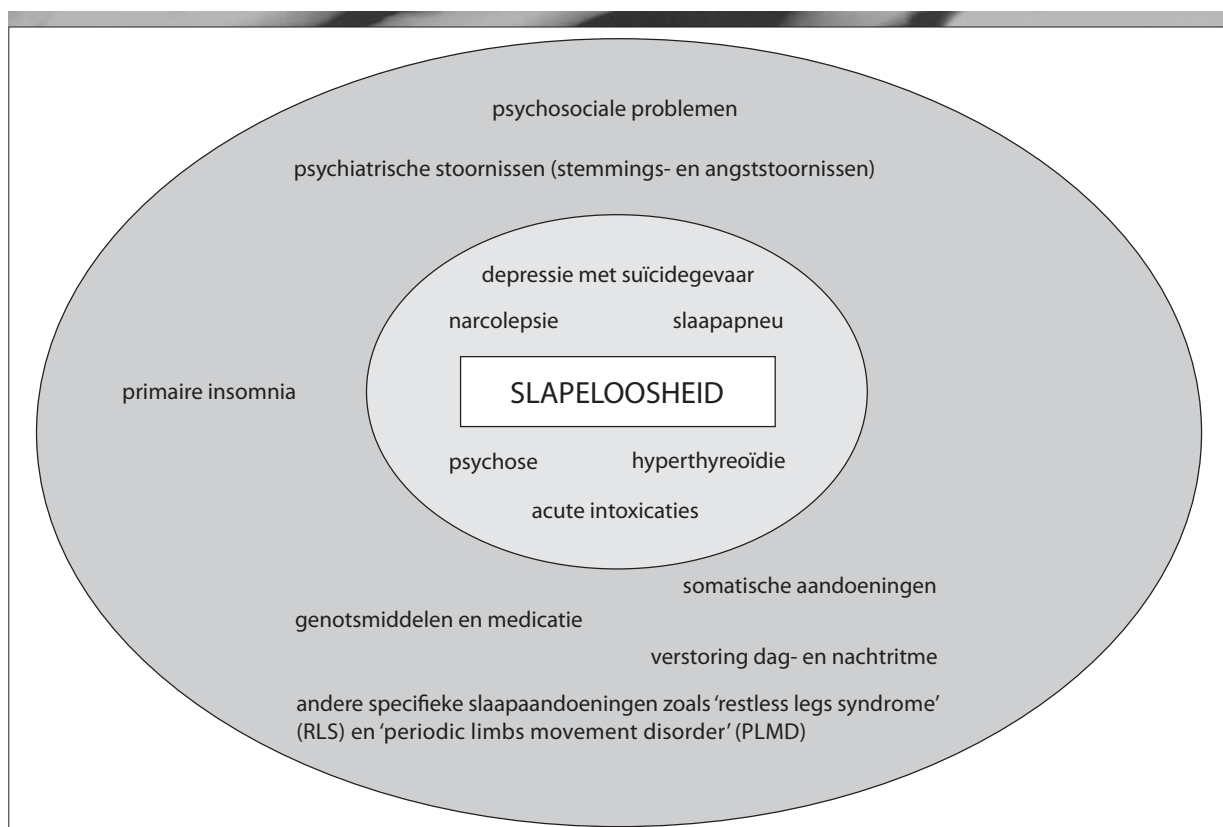 psychosociale problemen
psychiatrische stoornissen (stemmings- en angststoornissen)
depressie met suïcidegevaar
narcolepsie
slaapapneu
primaire insomnia
SLAPELOOSHEID
psychose
hyperthyreoïdie
acute intoxicaties
somatische aandoeningen
genotsmiddelen en medicatie
verstoring dag- en nachtritme
andere specifieke slaapaandoeningen zoals ‘restless legs syndrome’
(RLS) en ‘periodic limbs movement disorder’ (PLMD)